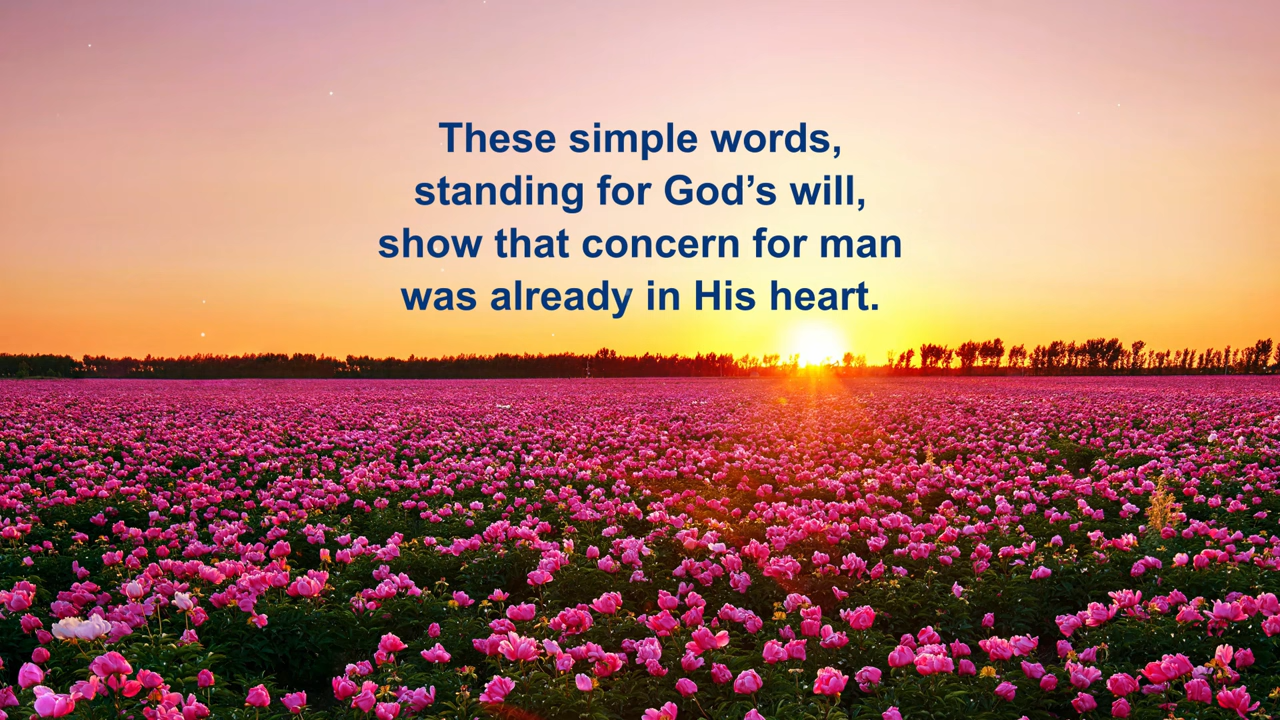 These simple words,
standing for God’s will,
show that concern for man
was already in His heart.